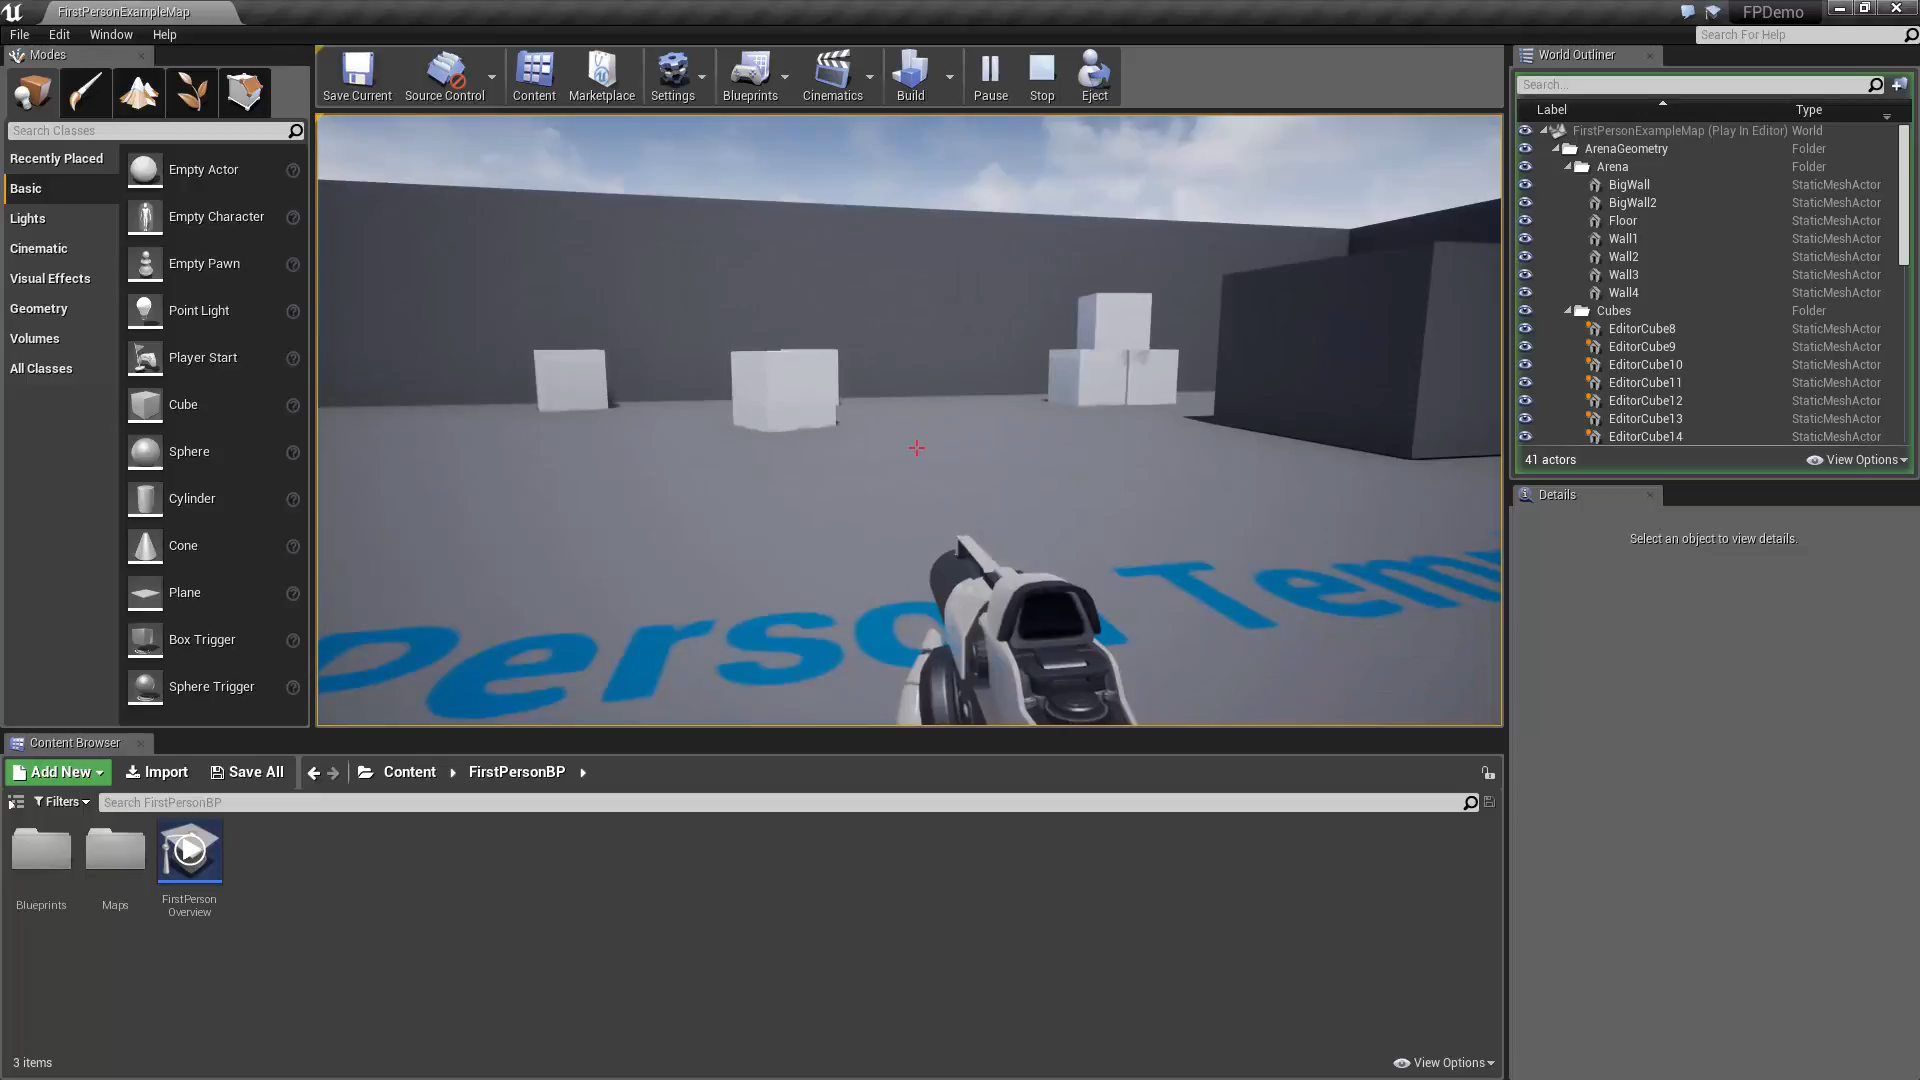 FirstPersonExampleMap
FPDemo
File Edit Window Help
Search For Help
Modes
Save Current
Source Control
Content
Marketplace
Settings
Blueprints
Cinematics
Build
Pause
Stop
Eject
Search Classes
Recently Placed
Basic
Lights
Cinematic
Visual Effects
Geometry
Volumes
All Classes
Empty Actor
Empty Character
Empty Pawn
Point Light
Player Start
Cube
Sphere
Cylinder
Cone
Plane
Box Trigger
Sphere Trigger
World Outliner
Search...
Label Type
FirstPersonExampleMap (Play In Editor) World
ArenaGeometry Folder
Arena Folder
BigWall StaticMeshActor
BigWall2 StaticMeshActor
Floor StaticMeshActor
Wall1 StaticMeshActor
Wall2 StaticMeshActor
Wall3 StaticMeshActor
Wall4 StaticMeshActor
Cubes Folder
EditorCube8 StaticMeshActor
EditorCube9 StaticMeshActor
EditorCube10 StaticMeshActor
EditorCube11 StaticMeshActor
EditorCube12 StaticMeshActor
EditorCube13 StaticMeshActor
EditorCube14 StaticMeshActor
41 actors View Options
Details
Select an object to view details.
Content Browser
Add New Import Save All Content FirstPersonBP
Filters Search FirstPersonBP
Blueprints
Maps
FirstPerson
Overview
3 items View Options